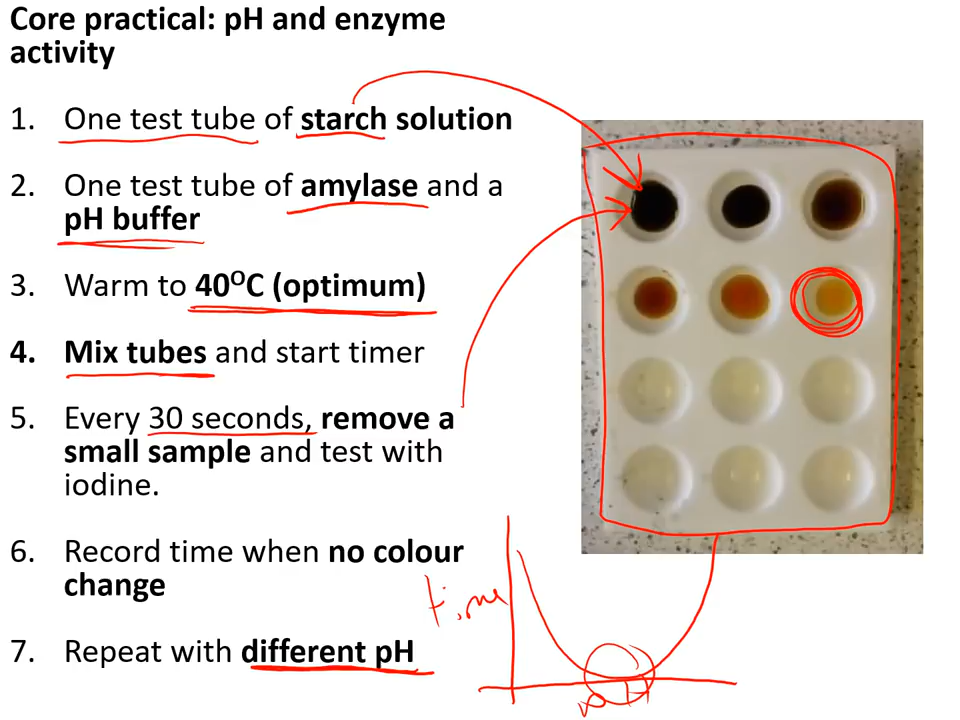 Core practical: pH and enzyme
activity
1. One test tube of starch solution
2. One test tube of amylase and a
pH buffer
3. Warm to 40°C (optimum)
4. Mix tubes and start timer
5. Every 30 seconds, remove a
small sample and test with
iodine.
6. Record time when no colour
change
time
7. Repeat with different pH
pH